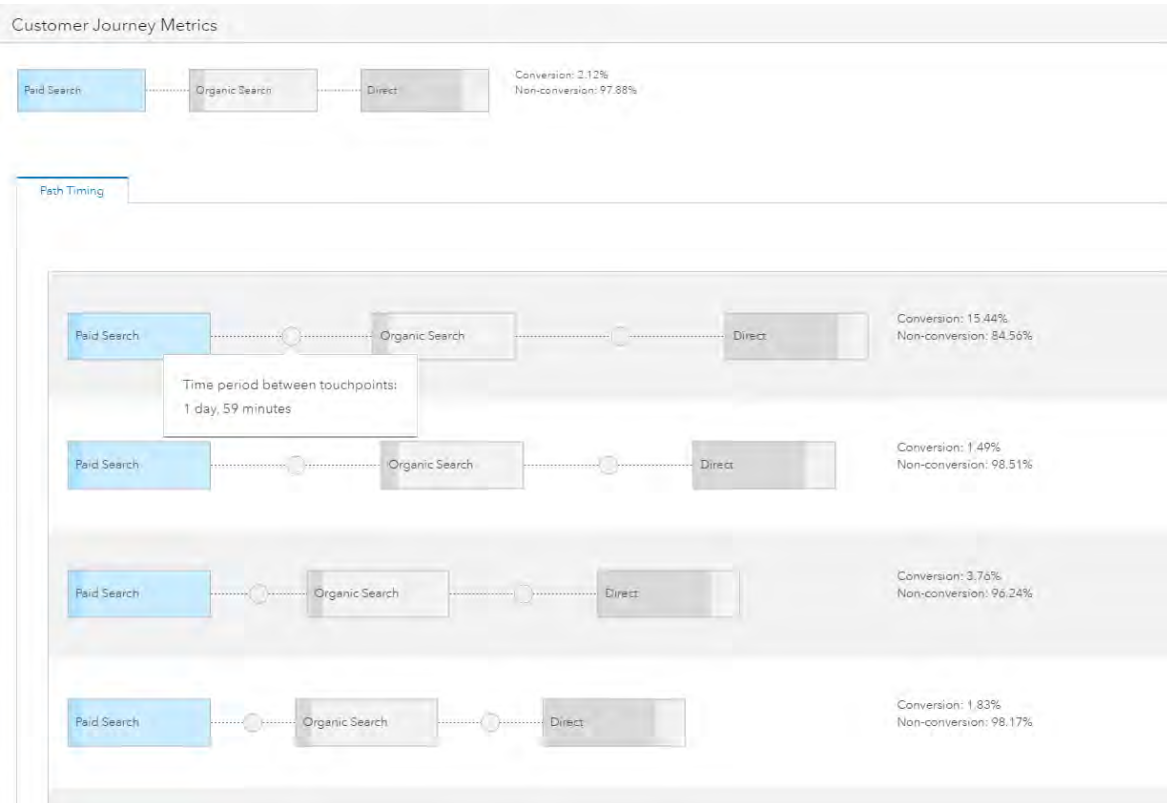 Customer Journey Metrics
Paid Search
Organic Search
Direct
Conversion: 2.12%
Non-conversion: 97.88%
Path Timing
Paid Search
Organic Search
Direct
Conversion: 15.44%
Non-conversion: 84.56%
Time period between touchpoints:
1 day, 59 minutes
Paid Search
Organic Search
Direct
Conversion: 1.49%
Non-conversion: 98.51%
Paid Search
Organic Search
Direct
Conversion: 3.76%
Non-conversion: 96.24%
Paid Search
Organic Search
Direct
Conversion: 1.83%
Non-conversion: 98.17%